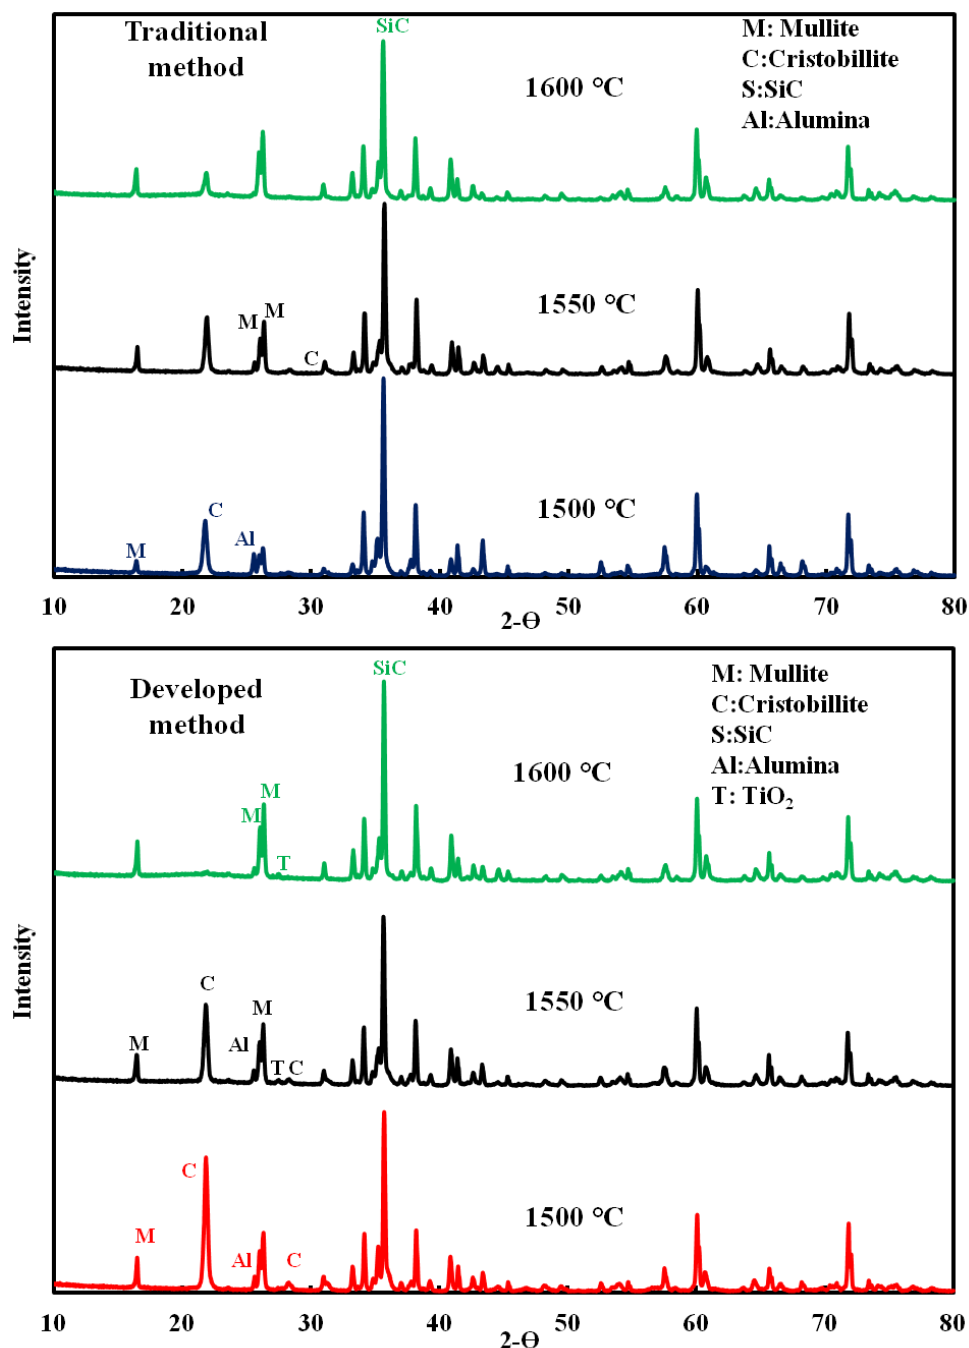 Traditional
method
SiC
M: Mullite
C:Cristobillite
S:SiC
Al:Alumina
1600 °C
Intensity
M
M
C
1550 °C
M
C
Al
1500 °C
10 20 30 40 50 60 70 80
2-Ɵ
Developed
method
SiC
M: Mullite
C:Cristobillite
S:SiC
Al:Alumina
T: TiO₂
1600 °C
M
M
T
Intensity
M
C
Al
M
T C
1550 °C
M
C
Al
C
1500 °C
10 20 30 40 50 60 70 80
2-Ɵ